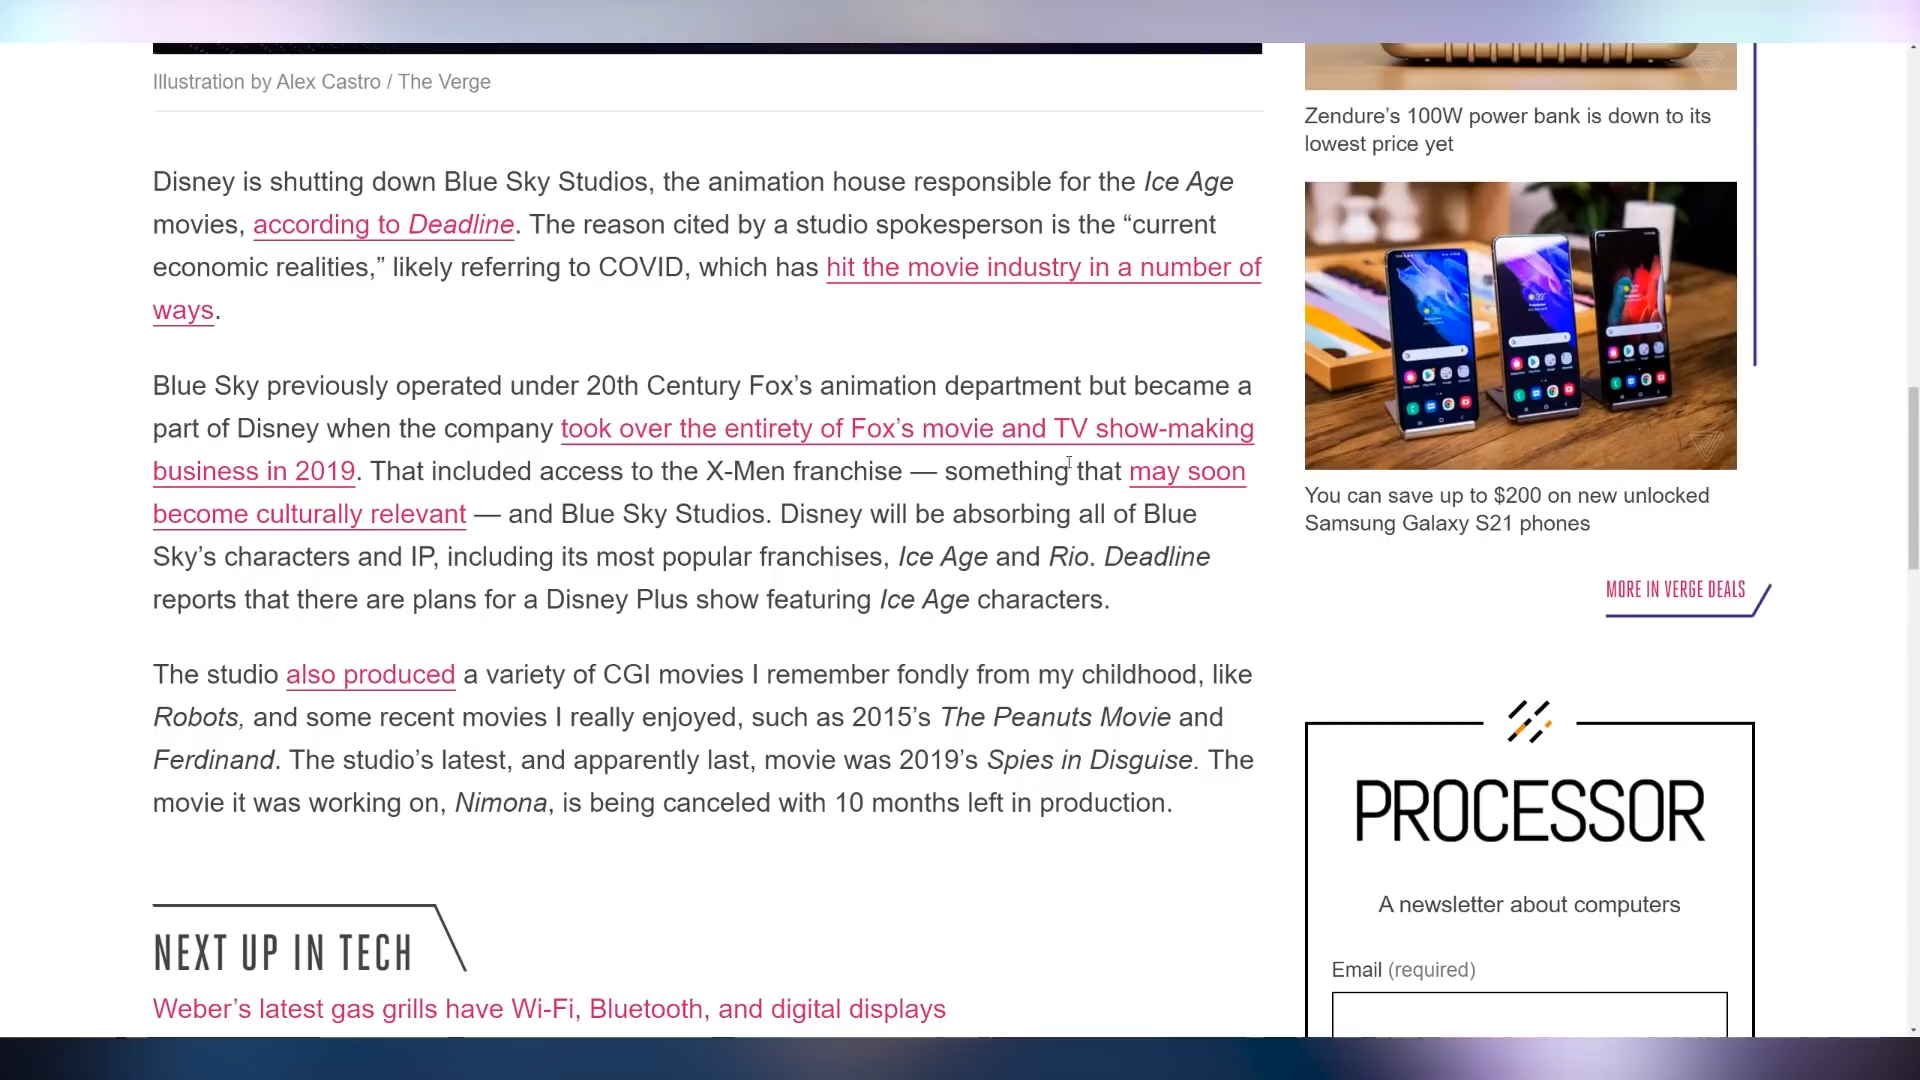 Illustration by Alex Castro / The Verge
Disney is shutting down Blue Sky Studios, the animation house responsible for the Ice Age
movies, according to Deadline. The reason cited by a studio spokesperson is the “current
economic realities,” likely referring to COVID, which has hit the movie industry in a number of
ways.
Blue Sky previously operated under 20th Century Fox’s animation department but became a
part of Disney when the company took over the entirety of Fox’s movie and TV show-making
business in 2019. That included access to the X-Men franchise — something that may soon
become culturally relevant — and Blue Sky Studios. Disney will be absorbing all of Blue
Sky’s characters and IP, including its most popular franchises, Ice Age and Rio. Deadline
reports that there are plans for a Disney Plus show featuring Ice Age characters.
The studio also produced a variety of CGI movies I remember fondly from my childhood, like
Robots, and some recent movies I really enjoyed, such as 2015’s The Peanuts Movie and
Ferdinand. The studio’s latest, and apparently last, movie was 2019’s Spies in Disguise. The
movie it was working on, Nimona, is being canceled with 10 months left in production.
NEXT UP IN TECH
Weber’s latest gas grills have Wi-Fi, Bluetooth, and digital displays
Zendure’s 100W power bank is down to its
lowest price yet
You can save up to $200 on new unlocked
Samsung Galaxy S21 phones
MORE IN VERGE DEALS
PROCESSOR
A newsletter about computers
Email (required)